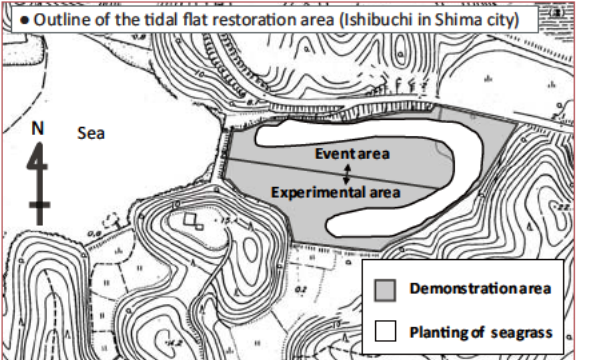 ● Outline of the tidal flat restoration area (Ishibuchi in Shima city)
N
Sea
Event area
Experimental area
Demonstration area
Planting of seagrass